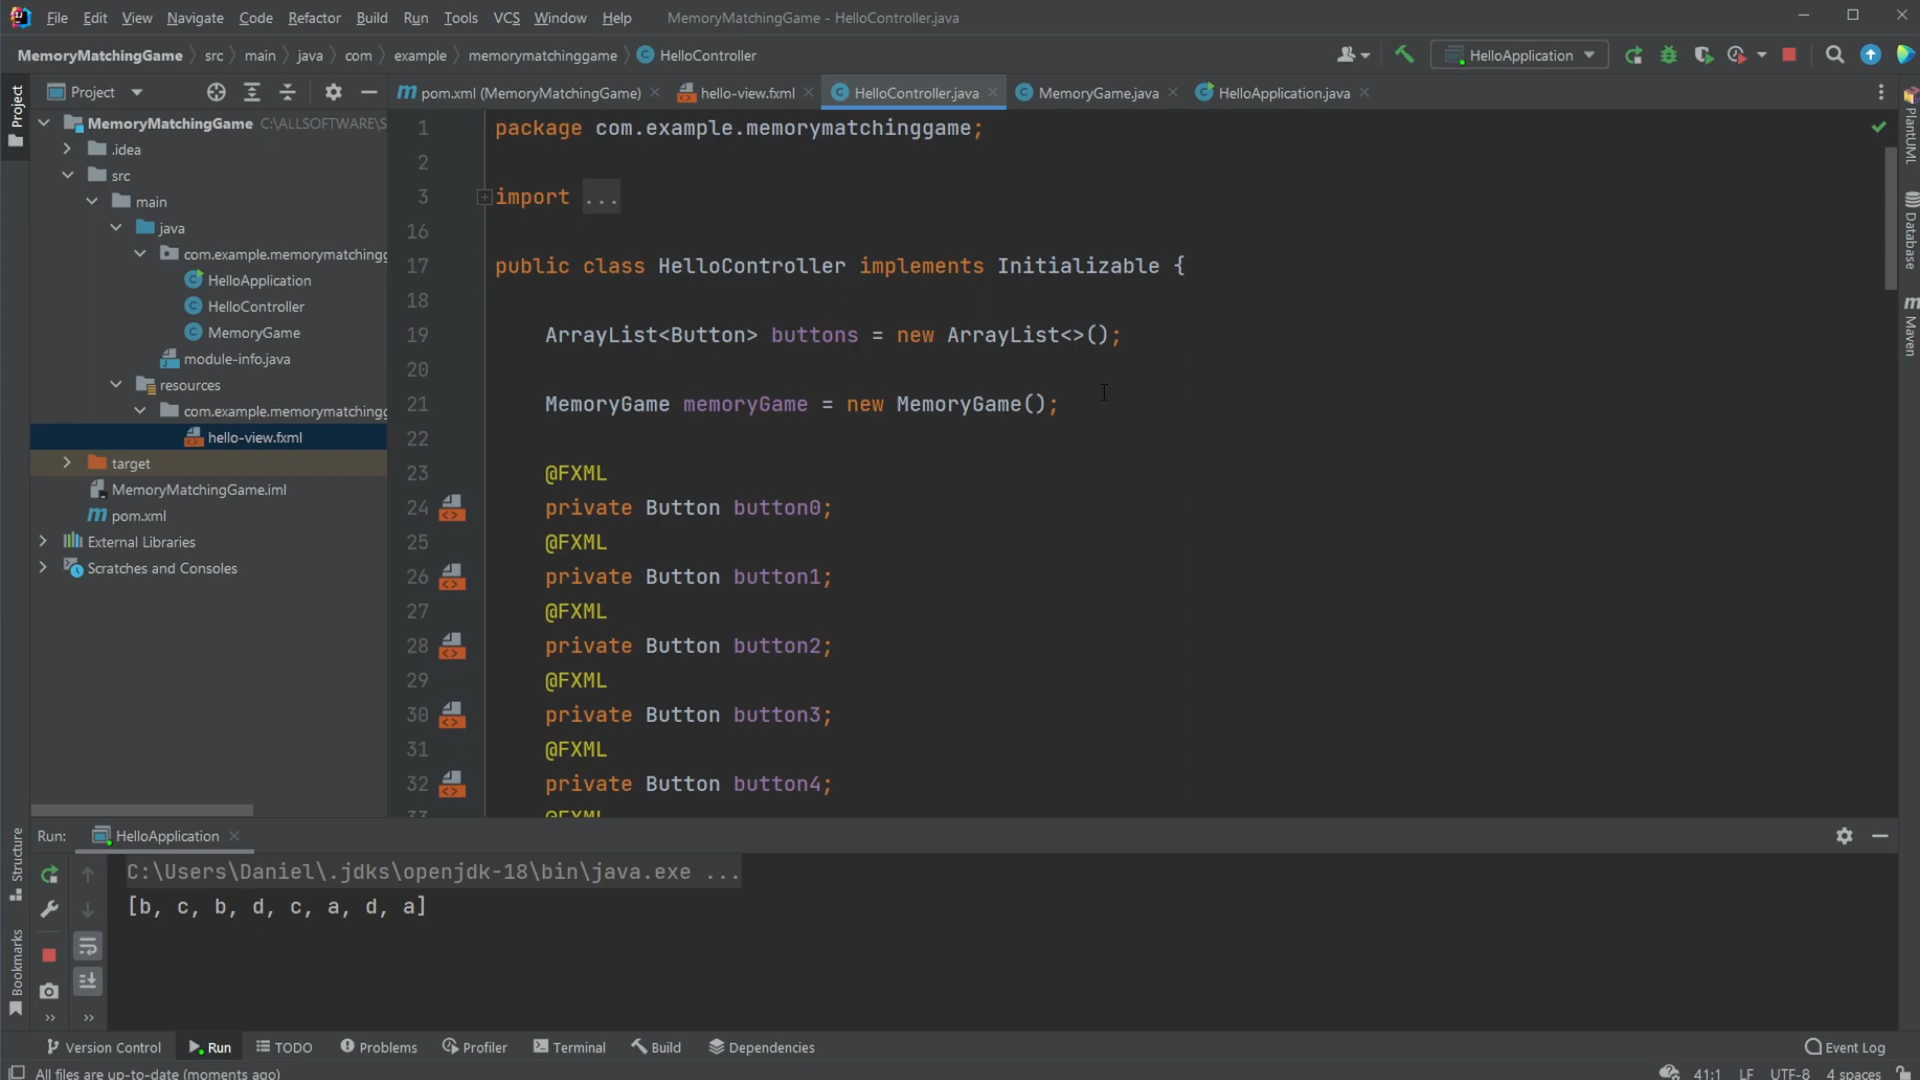 File Edit View Navigate Code Refactor Build Run Tools VCS Window Help MemoryMatchingGame - HelloController.java
MemoryMatchingGame src main java com example memorymatchinggame HelloController HelloApplication
Project
pom.xml (MemoryMatchingGame) hello-view.fxml HelloController.java MemoryGame.java HelloApplication.java
Project
MemoryMatchingGame C:\ALLSOFTWARE\S
.idea
src
main
java
com.example.memorymatchingg
HelloApplication
HelloController
MemoryGame
module-info.java
resources
com.example.memorymatchingg
hello-view.fxml
target
MemoryMatchingGame.iml
pom.xml
External Libraries
Scratches and Consoles
1 package com.example.memorymatchinggame;
2
3 import ...
16
17 public class HelloController implements Initializable {
18
19 ArrayList<Button> buttons = new ArrayList<>();
20
21 MemoryGame memoryGame = new MemoryGame();
22
23 @FXML
24 private Button button0;
25 @FXML
26 private Button button1;
27 @FXML
28 private Button button2;
29 @FXML
30 private Button button3;
31 @FXML
32 private Button button4;
33 @FXML
PlantUML
Database
Maven
Structure
Bookmarks
Run: HelloApplication
C:\Users\Daniel\.jdks\openjdk-18\bin\java.exe ...
[b, c, b, d, c, a, d, a]
Version Control Run TODO Problems Profiler Terminal Build Dependencies Event Log
All files are up-to-date (moments ago) 41:1 LF UTF-8 4 spaces